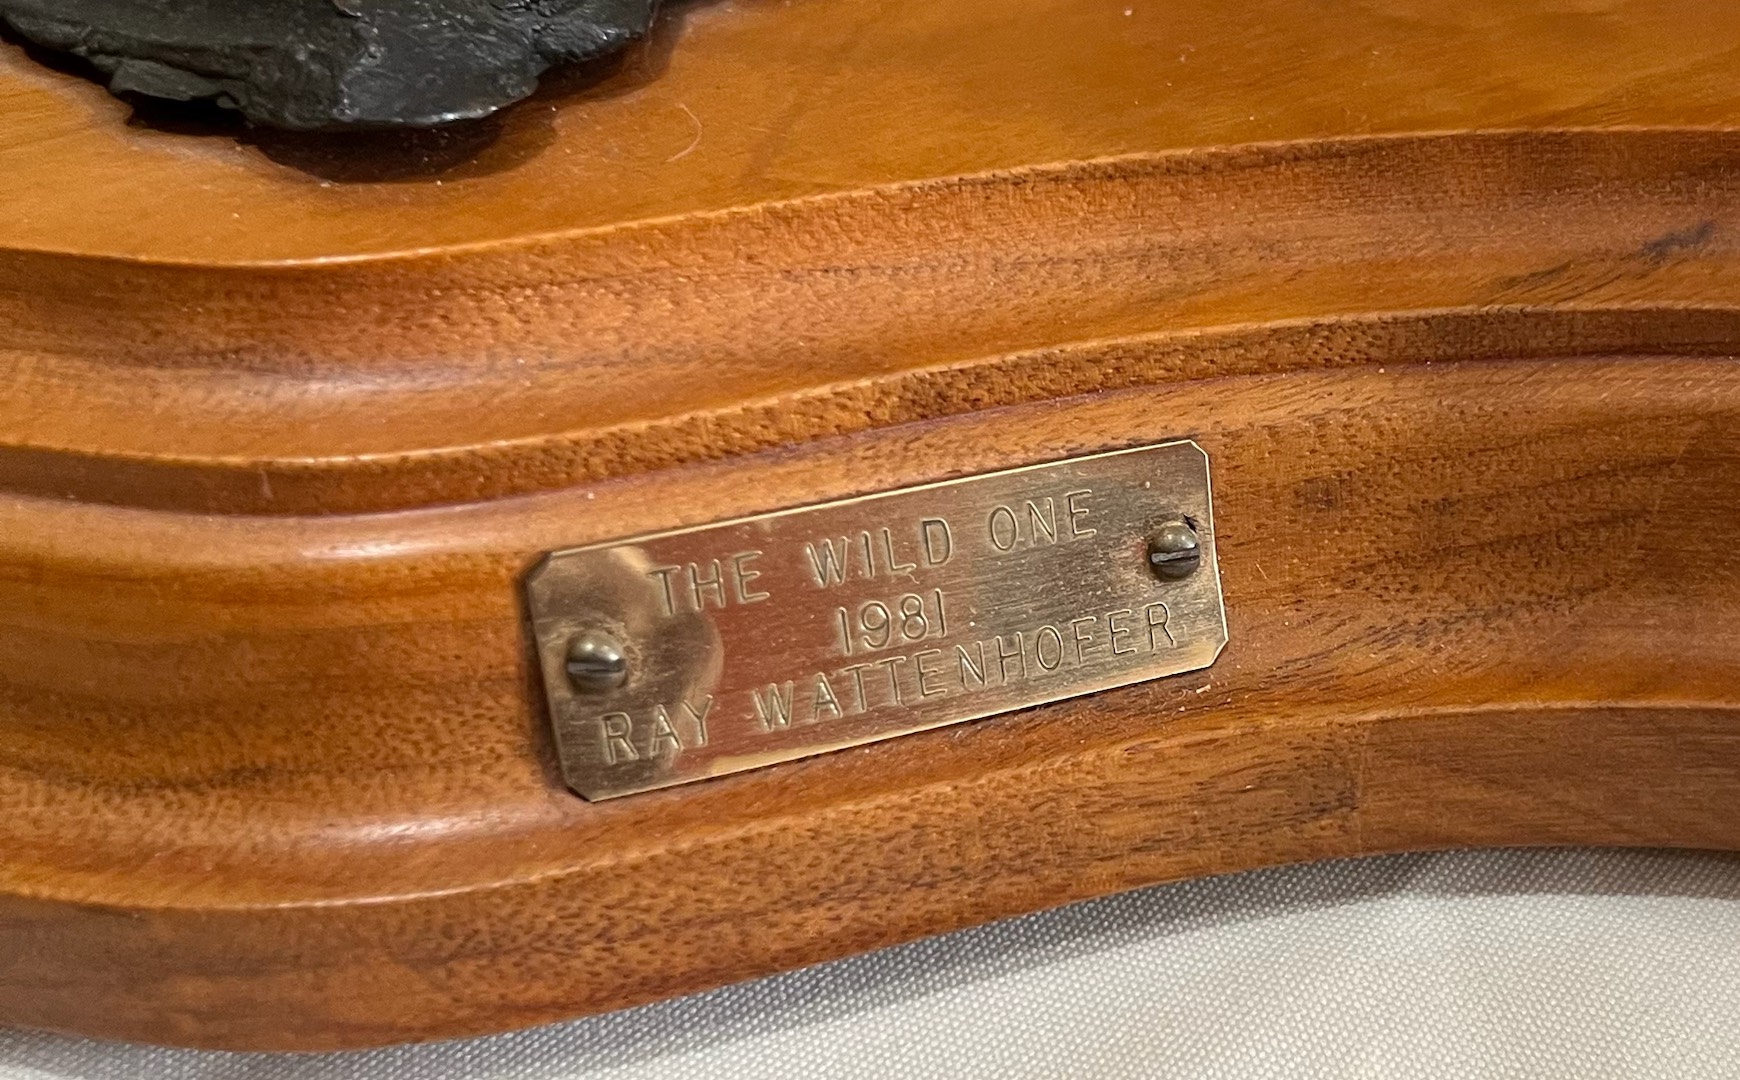 THE WILD ONE
1981
RAY WATTENHOFER